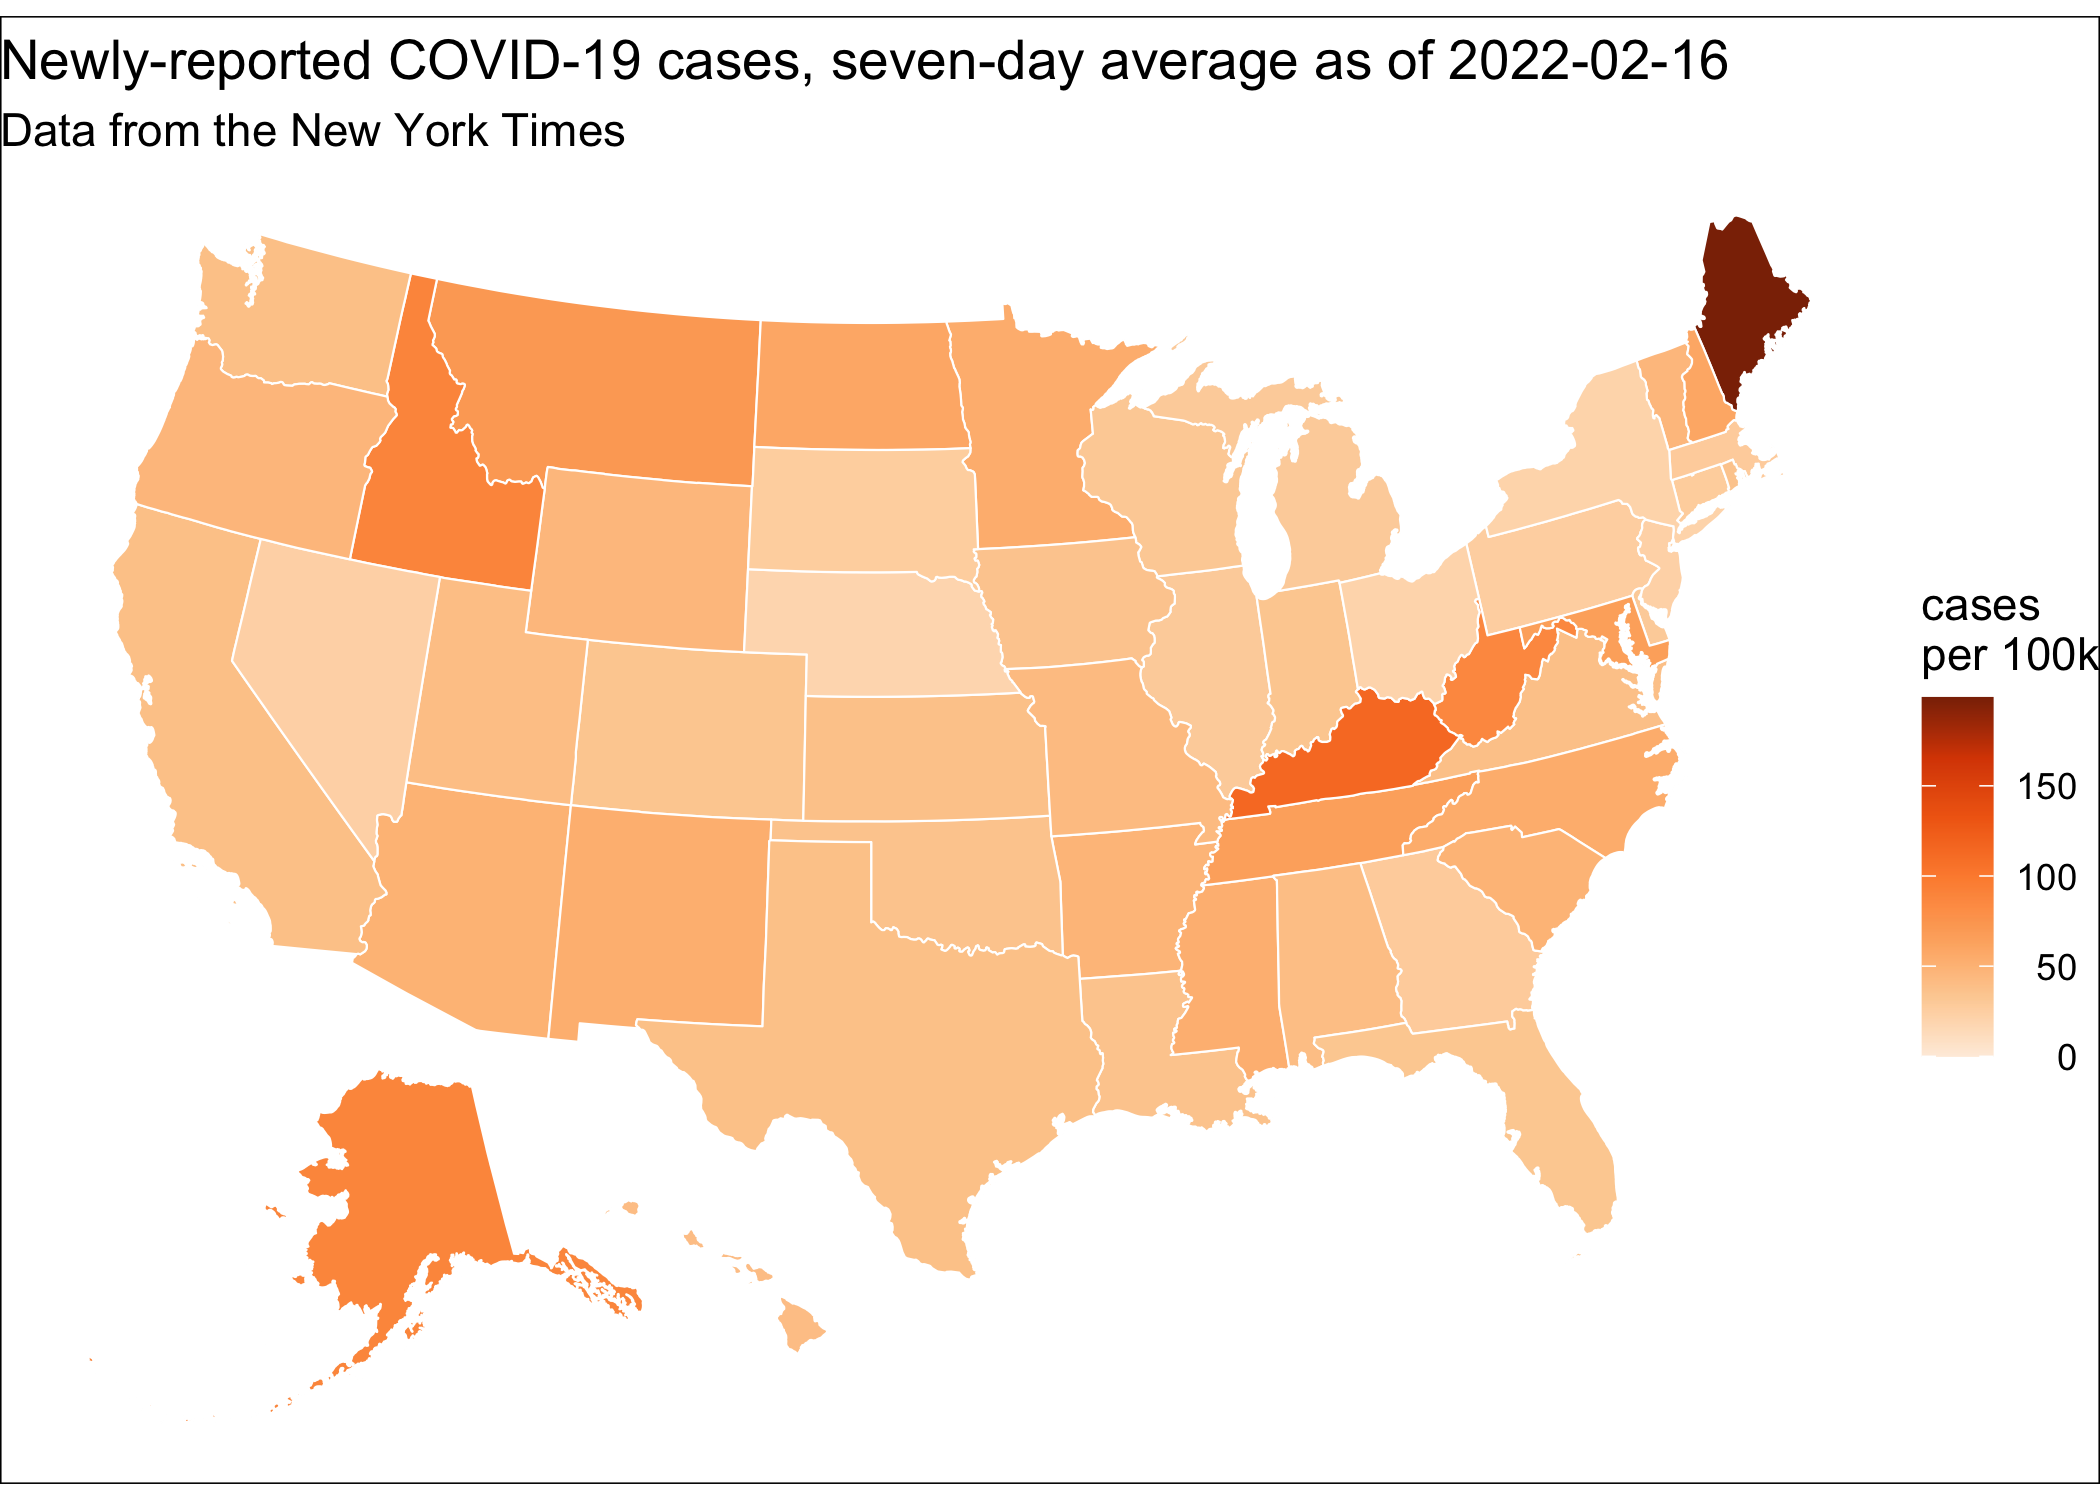 Newly-reported COVID-19 cases, seven-day average as of 2022-02-16
Data from the New York Times
cases
per 100k
150
100
50
0